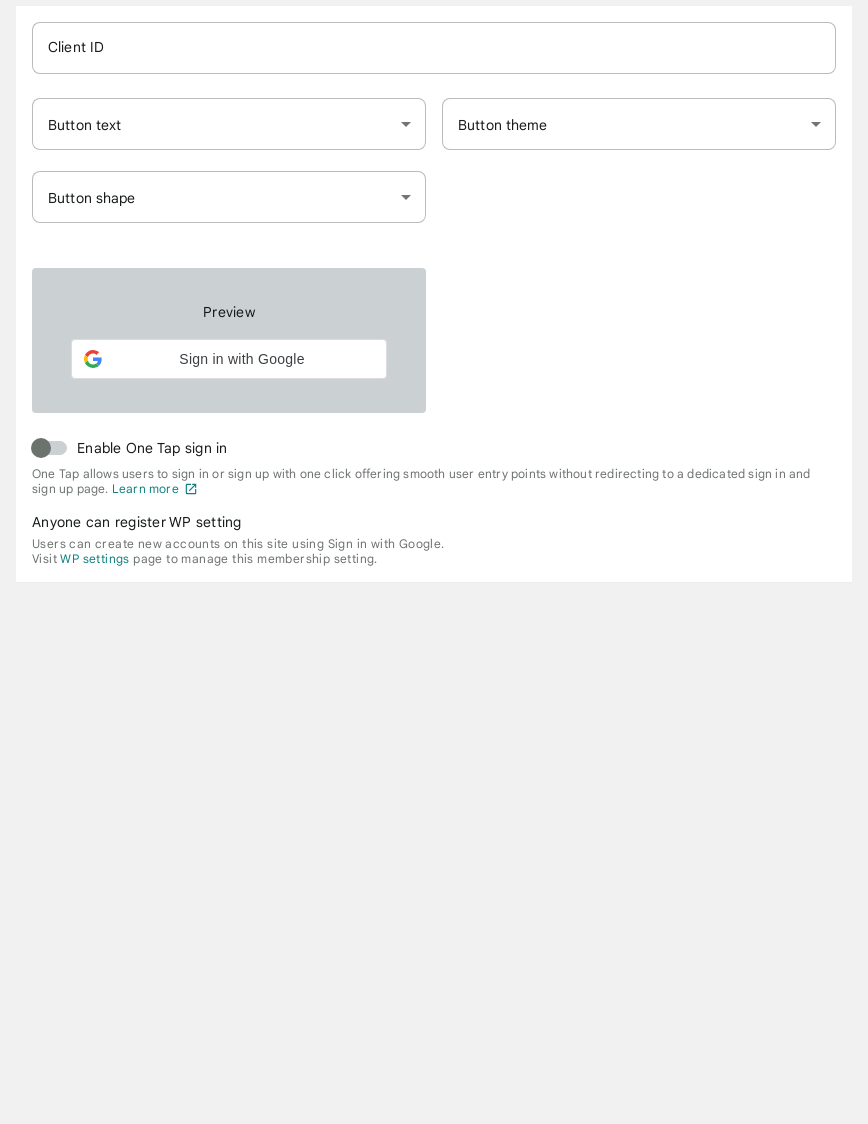 Client ID
Button text
Button theme
Button shape
Preview
Sign in with Google
Enable One Tap sign in
One Tap allows users to sign in or sign up with one click offering smooth user entry points without redirecting to a dedicated sign in and
sign up page. Learn more
Anyone can register WP setting
Users can create new accounts on this site using Sign in with Google.
Visit WP settings page to manage this membership setting.